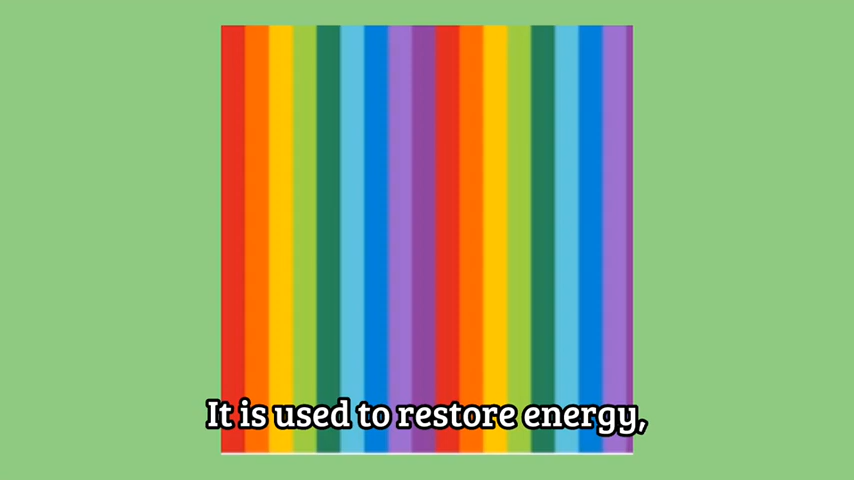 It is used to restore energy,